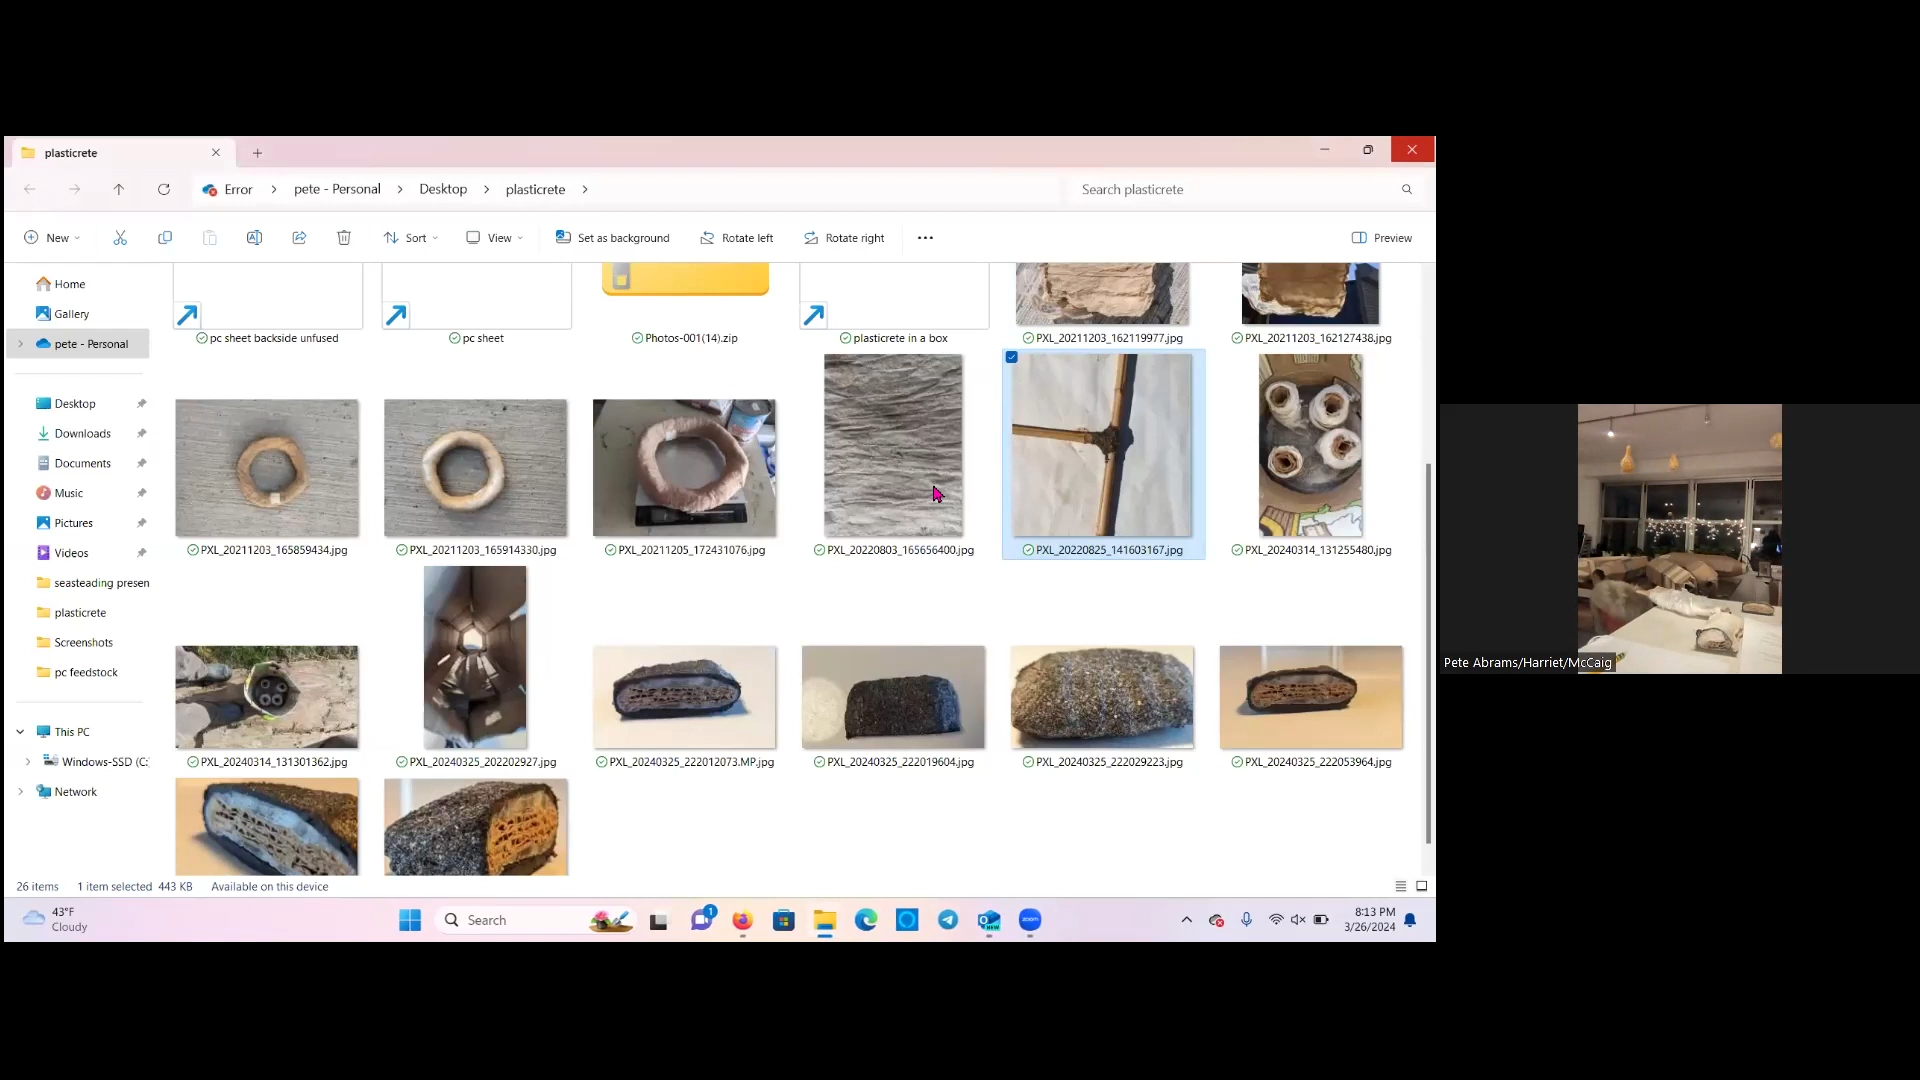 plasticrete
Error
pete - Personal
Desktop
plasticrete
Search plasticrete
New
Sort
View
Set as background
Rotate left
Rotate right
Preview
Home
Gallery
pete - Personal
Desktop
Downloads
Documents
Music
Pictures
Videos
seasteading presen
plasticrete
Screenshots
pc feedstock
This PC
Windows-SSD (C:
Network
pc sheet backside unfused
pc sheet
Photos-001(14).zip
plasticrete in a box
PXL_20211203_162119977.jpg
PXL_20211203_162127438.jpg
PXL_20211203_165859434.jpg
PXL_20211203_165914330.jpg
PXL_20211205_172431076.jpg
PXL_20220803_165656400.jpg
PXL_20220825_141603167.jpg
PXL_20240314_131255480.jpg
PXL_20240314_131301362.jpg
PXL_20240325_202202927.jpg
PXL_20240325_222012073.MP.jpg
PXL_20240325_222019604.jpg
PXL_20240325_222029223.jpg
PXL_20240325_222053964.jpg
26 items 1 item selected 443 KB Available on this device
43°F
Cloudy
Search
1
NEW
zoom
8:13 PM
3/26/2024
Pete Abrams/Harriet/McCaig